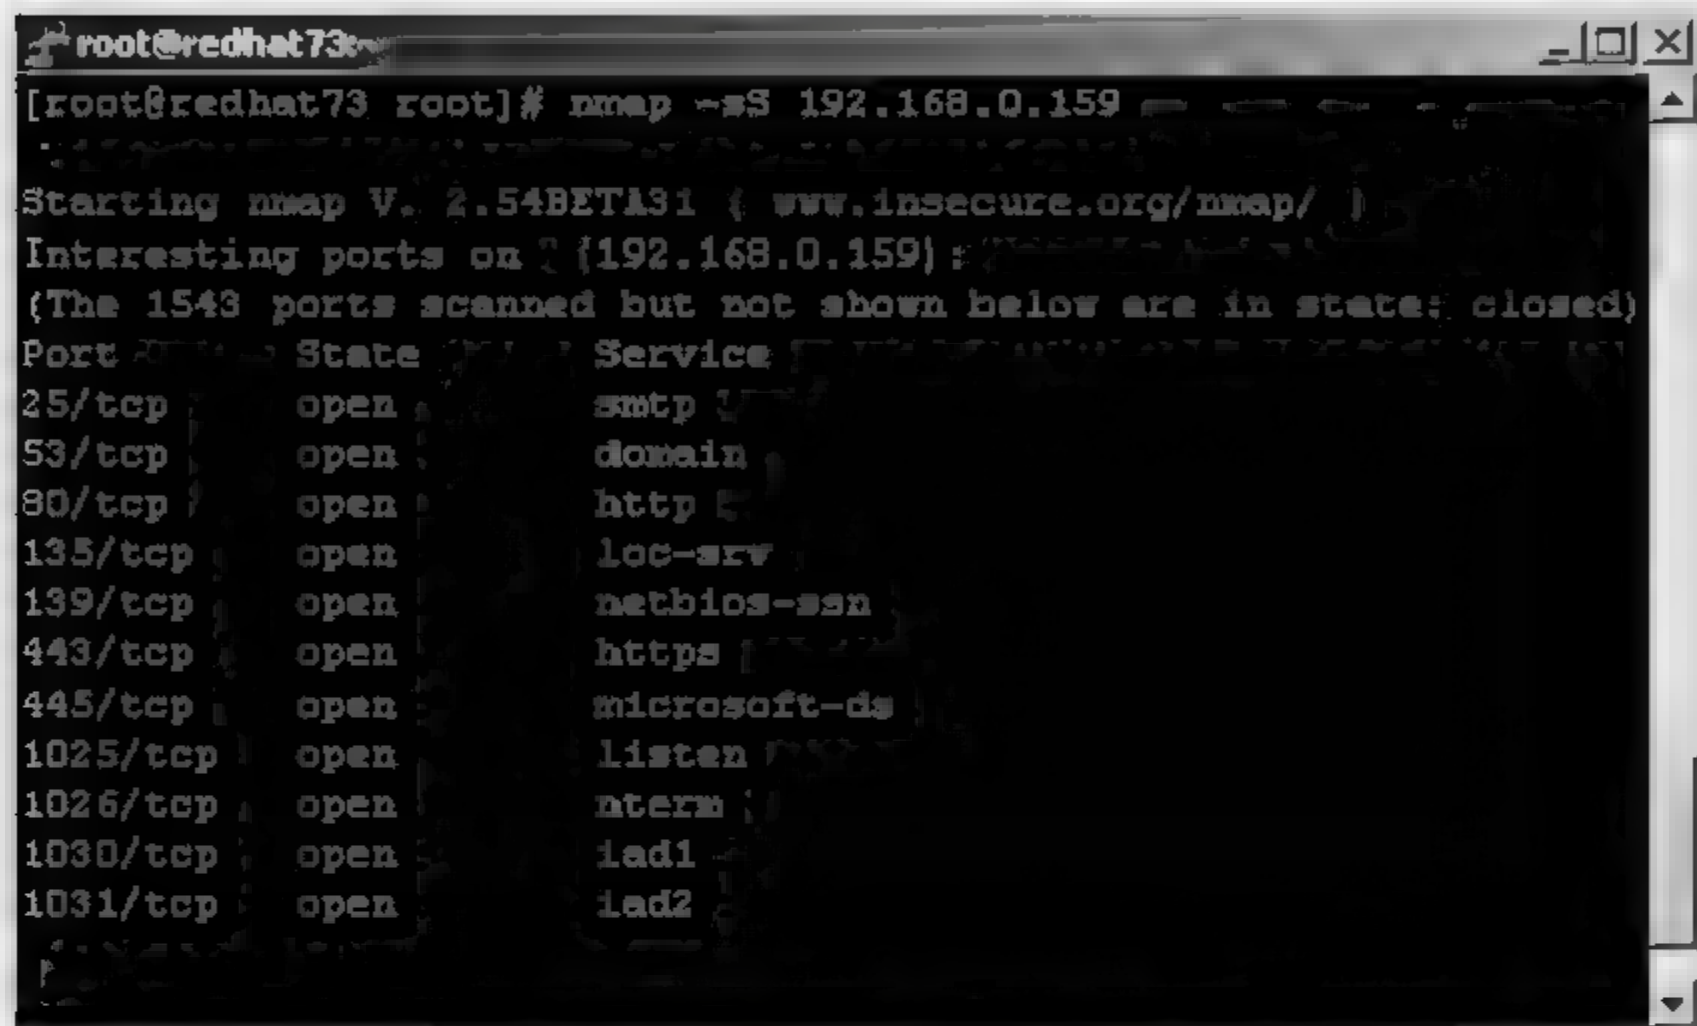 root@redhat73:~
[root@redhat73 root]# nmap -sS 192.168.0.159
Starting nmap V. 2.54BETA31 ( www.insecure.org/nmap/ )
Interesting ports on  (192.168.0.159):
(The 1543 ports scanned but not shown below are in state: closed)
Port State Service
25/tcp open smtp
53/tcp open domain
80/tcp open http
135/tcp open loc-srv
139/tcp open netbios-ssn
443/tcp open https
445/tcp open microsoft-ds
1025/tcp open listen
1026/tcp open nterm
1030/tcp open iad1
1031/tcp open iad2